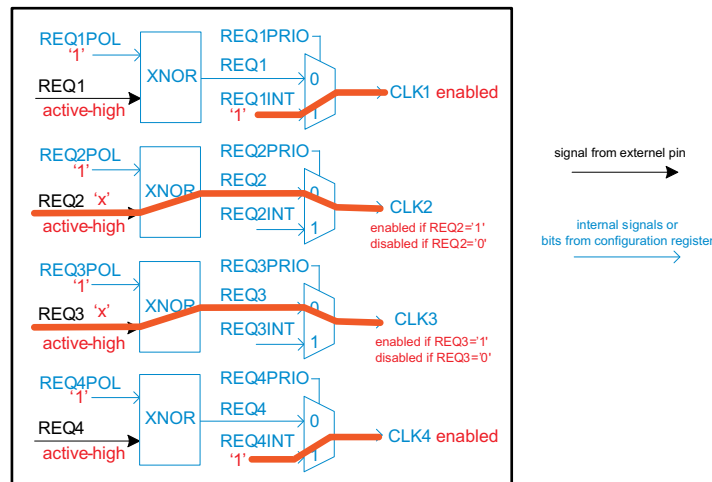 REQ1POL
'1'
REQ1
active-high
XNOR
REQ1PRIO
REQ1
REQ1INT
'1'
0
1
CLK1 enabled
REQ2POL
'1'
REQ2 'x'
active-high
XNOR
REQ2PRIO
REQ2
REQ2INT
0
1
CLK2
enabled if REQ2='1'
disabled if REQ2='0'
REQ3POL
'1'
REQ3 'x'
active-high
XNOR
REQ3PRIO
REQ3
REQ3INT
0
1
CLK3
enabled if REQ3='1'
disabled if REQ3='0'
REQ4POL
'1'
REQ4
active-high
XNOR
REQ4PRIO
REQ4
REQ4INT
'1'
0
1
CLK4 enabled
signal from externel pin
internal signals or
bits from configuration register